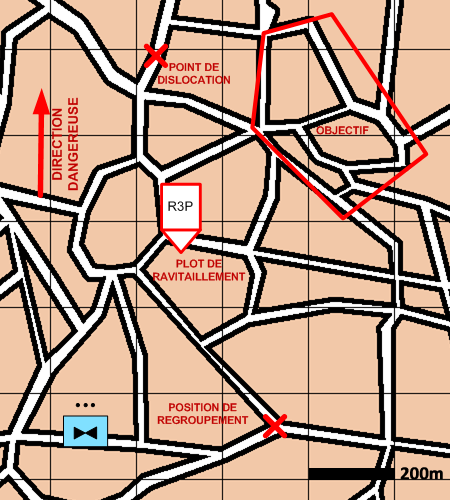 POINT DE
DISLOCATION
DIRECTION
DANGEREUSE
OBJECTIF
R3P
PLOT DE
RAVITAILLEMENT
POSITION DE
REGROUPEMENT
200m